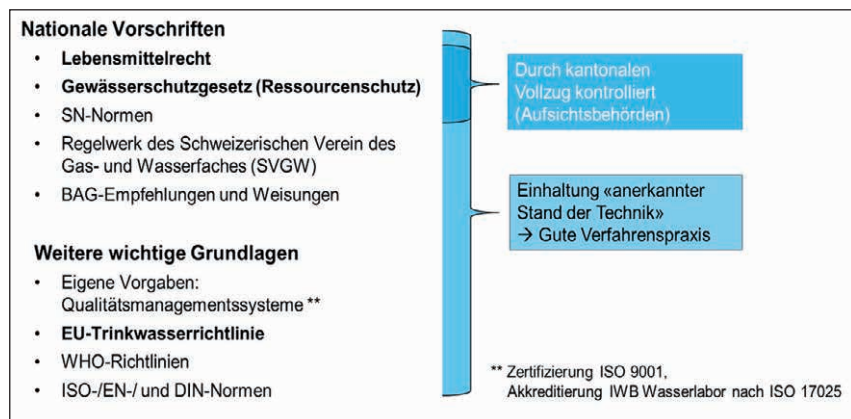 Nationale Vorschriften
• Lebensmittelrecht
• Gewässerschutzgesetz (Ressourcenschutz)
• SN-Normen
• Regelwerk des Schweizerischen Verein des
Gas- und Wasserfaches (SVGW)
• BAG-Empfehlungen und Weisungen
Weitere wichtige Grundlagen
• Eigene Vorgaben:
Qualitätsmanagementssysteme **
• EU-Trinkwasserrichtlinie
• WHO-Richtlinien
• ISO-/EN-/ und DIN-Normen
Durch kantonalen
Vollzug kontrolliert
(Aufsichtsbehörden)
Einhaltung «anerkannter
Stand der Technik»
→ Gute Verfahrenspraxis
** Zertifizierung ISO 9001,
Akkreditierung IWB Wasserlabor nach ISO 17025